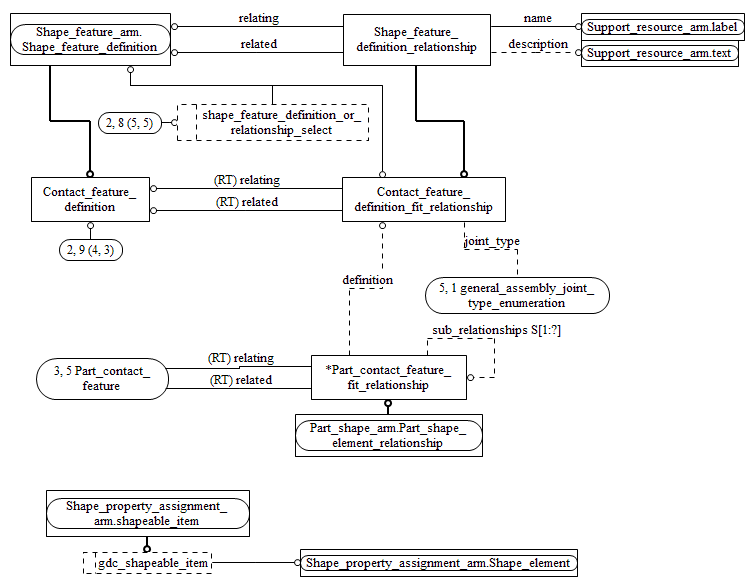 relating
name
Shape_feature_arm.
Shape_feature_definition
Shape_feature_
definition_relationship
Support_resource_arm.label
related
description
Support_resource_arm.text
2, 8 (5, 5)
shape_feature_definition_or_
relationship_select
Contact_feature_
definition
(RT) relating
(RT) related
Contact_feature_
definition_fit_relationship
2, 9 (4, 3)
joint_type
definition
5, 1 general_assembly_joint_
type_enumeration
sub_relationships S[1:?]
3, 5 Part_contact_
feature
(RT) relating
(RT) related
*Part_contact_feature_
fit_relationship
Part_shape_arm.Part_shape_
element_relationship
Shape_property_assignment_
arm.shapeable_item
gdc_shapeable_item
Shape_property_assignment_arm.Shape_element